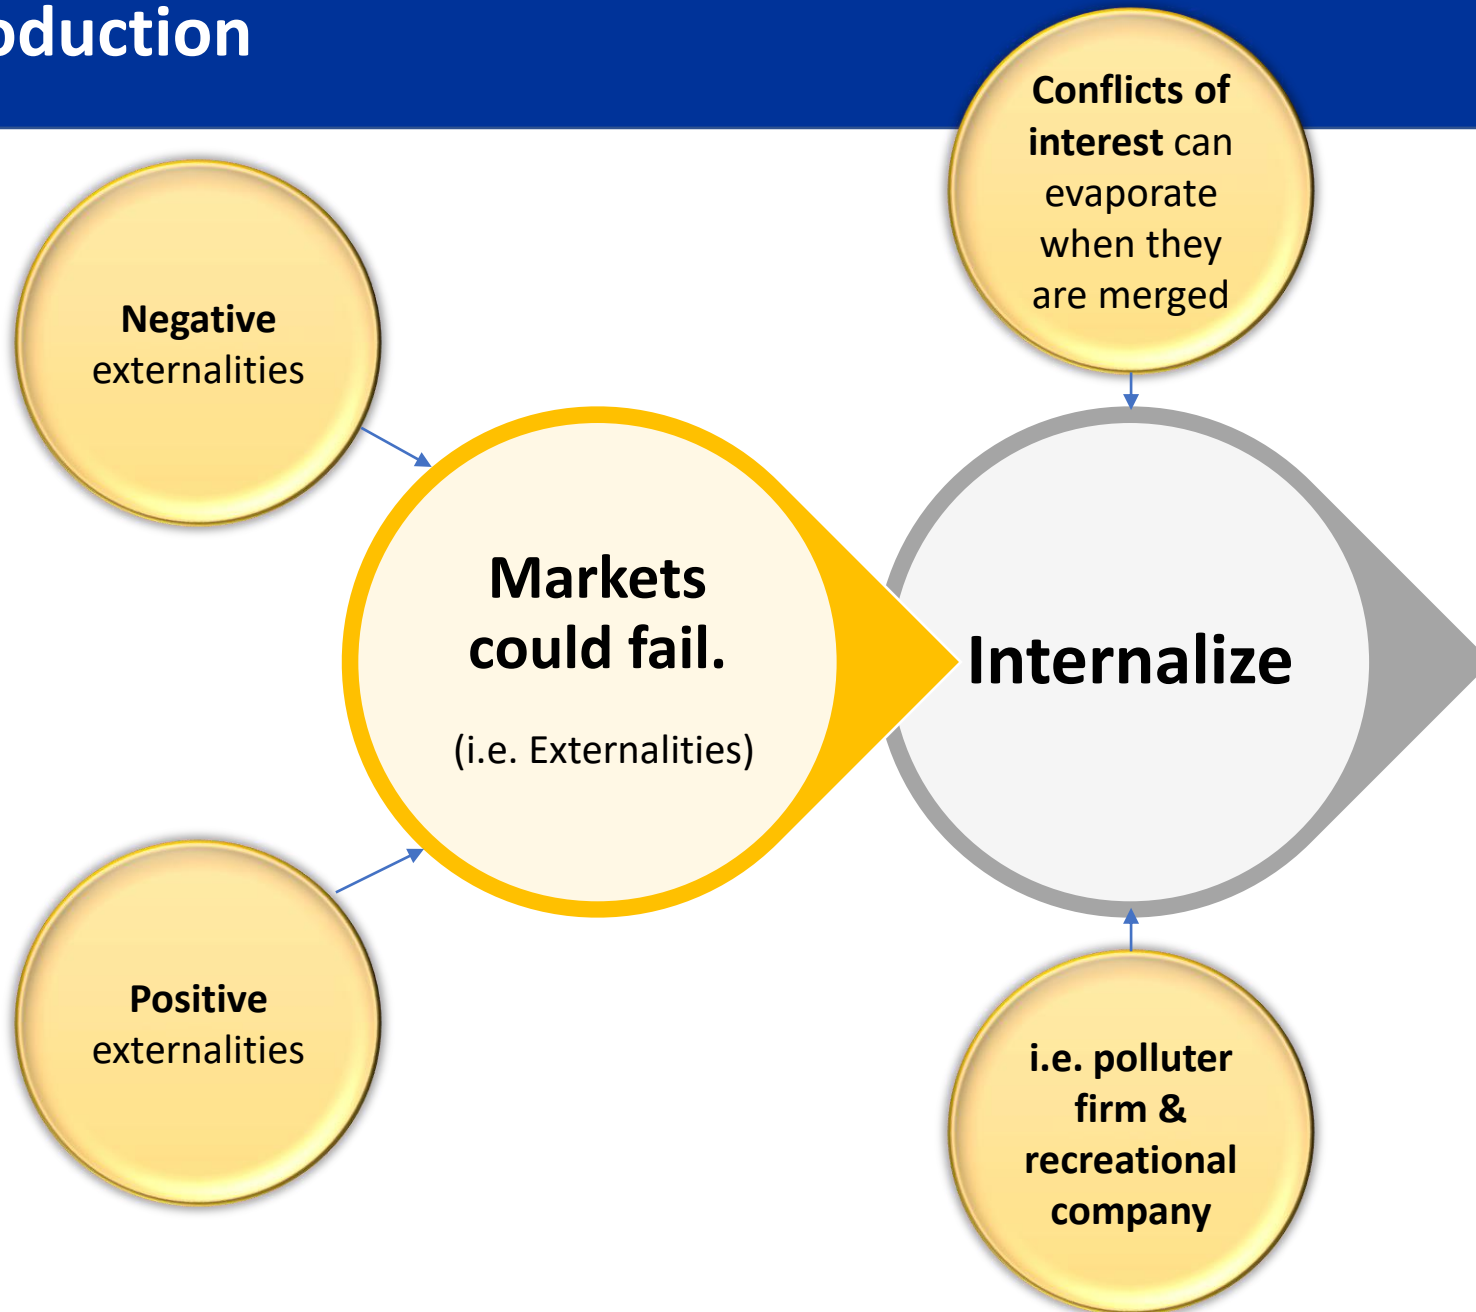 oduction
Conflicts of
interest can
evaporate
when they
are merged
Negative
externalities
Markets
could fail.
(i.e. Externalities)
Internalize
Positive
externalities
i.e. polluter
firm &
recreational
company